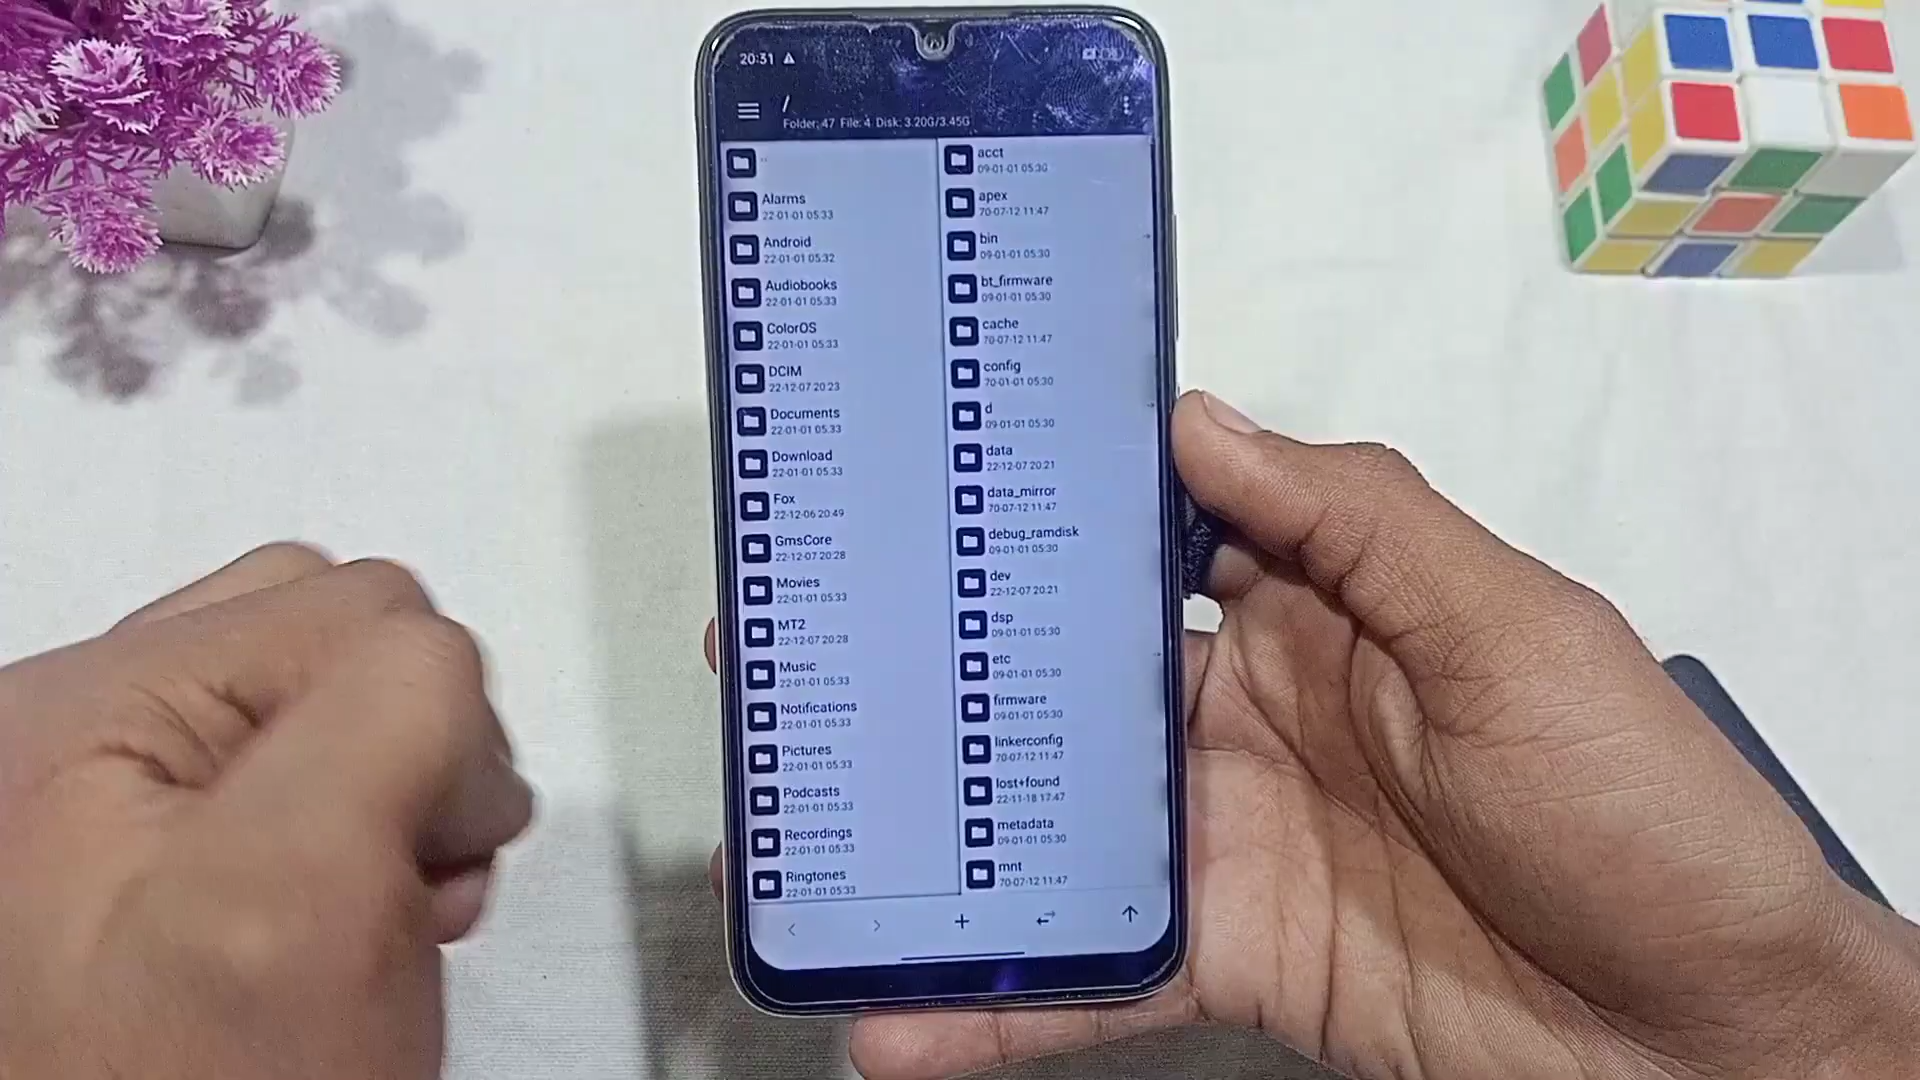 20:31
/
Folder: 47 File: 4 Disk: 3.20G/3.45G
..
Alarms
22-01-01 05:33
Android
22-01-01 05:32
Audiobooks
22-01-01 05:33
ColorOS
22-01-01 05:33
DCIM
22-12-07 20:23
Documents
22-01-01 05:33
Download
22-01-01 05:33
Fox
22-12-06 20:49
GmsCore
22-12-07 20:28
Movies
22-01-01 05:33
MT2
22-12-07 20:28
Music
22-01-01 05:33
Notifications
22-01-01 05:33
Pictures
22-01-01 05:33
Podcasts
22-01-01 05:33
Recordings
22-01-01 05:33
Ringtones
22-01-01 05:33
acct
09-01-01 05:30
apex
70-07-12 11:47
bin
09-01-01 05:30
bt_firmware
09-01-01 05:30
cache
70-07-12 11:47
config
70-01-01 05:30
d
09-01-01 05:30
data
22-12-07 20:21
data_mirror
70-07-12 11:47
debug_ramdisk
09-01-01 05:30
dev
22-12-07 20:21
dsp
09-01-01 05:30
etc
09-01-01 05:30
firmware
09-01-01 05:30
linkerconfig
70-07-12 11:47
lost+found
22-11-18 17:47
metadata
09-01-01 05:30
mnt
70-07-12 11:47